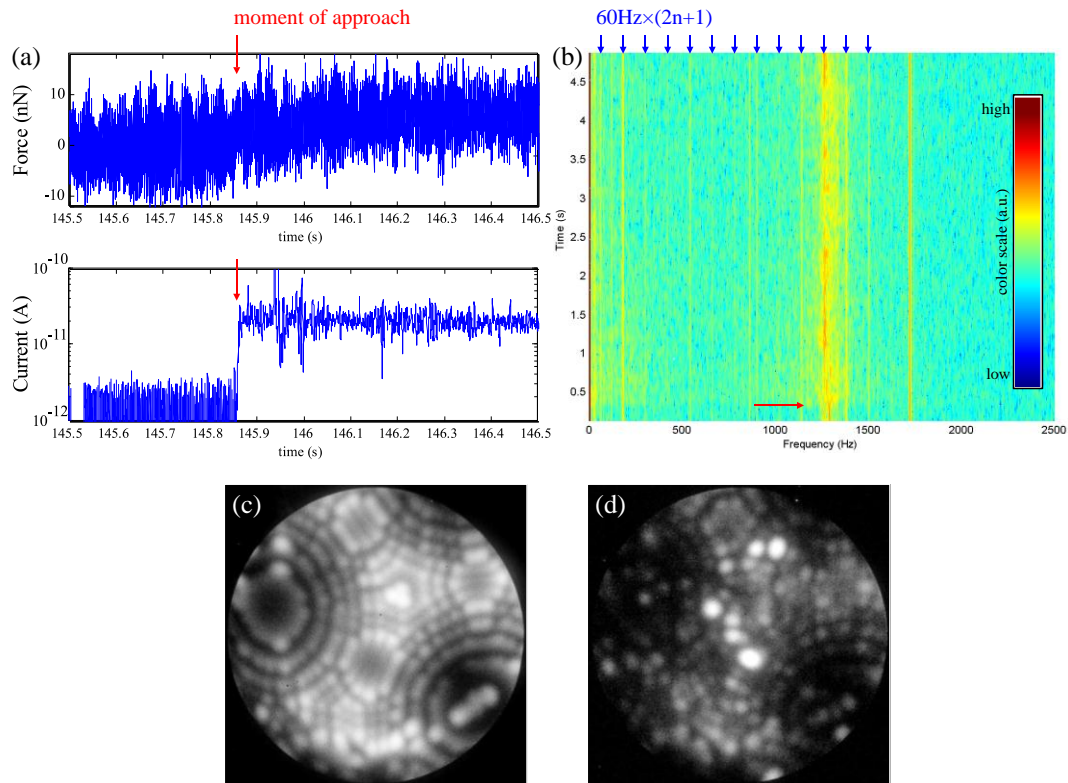 moment of approach
(a)
Force (nN)
10
0
-10
145.5 145.6 145.7 145.8 145.9 146 146.1 146.2 146.3 146.4 146.5
time (s)
Current (A)
10-10
10-11
10-12
145.5 145.6 145.7 145.8 145.9 146 146.1 146.2 146.3 146.4 146.5
time (s)
60Hz×(2n+1)
(b)
Time (s)
4.5
4
3.5
3
2.5
2
1.5
1
0.5
0 500 1000 1500 2000 2500
Frequency (Hz)
high
color scale (a.u.)
low
(c)
(d)